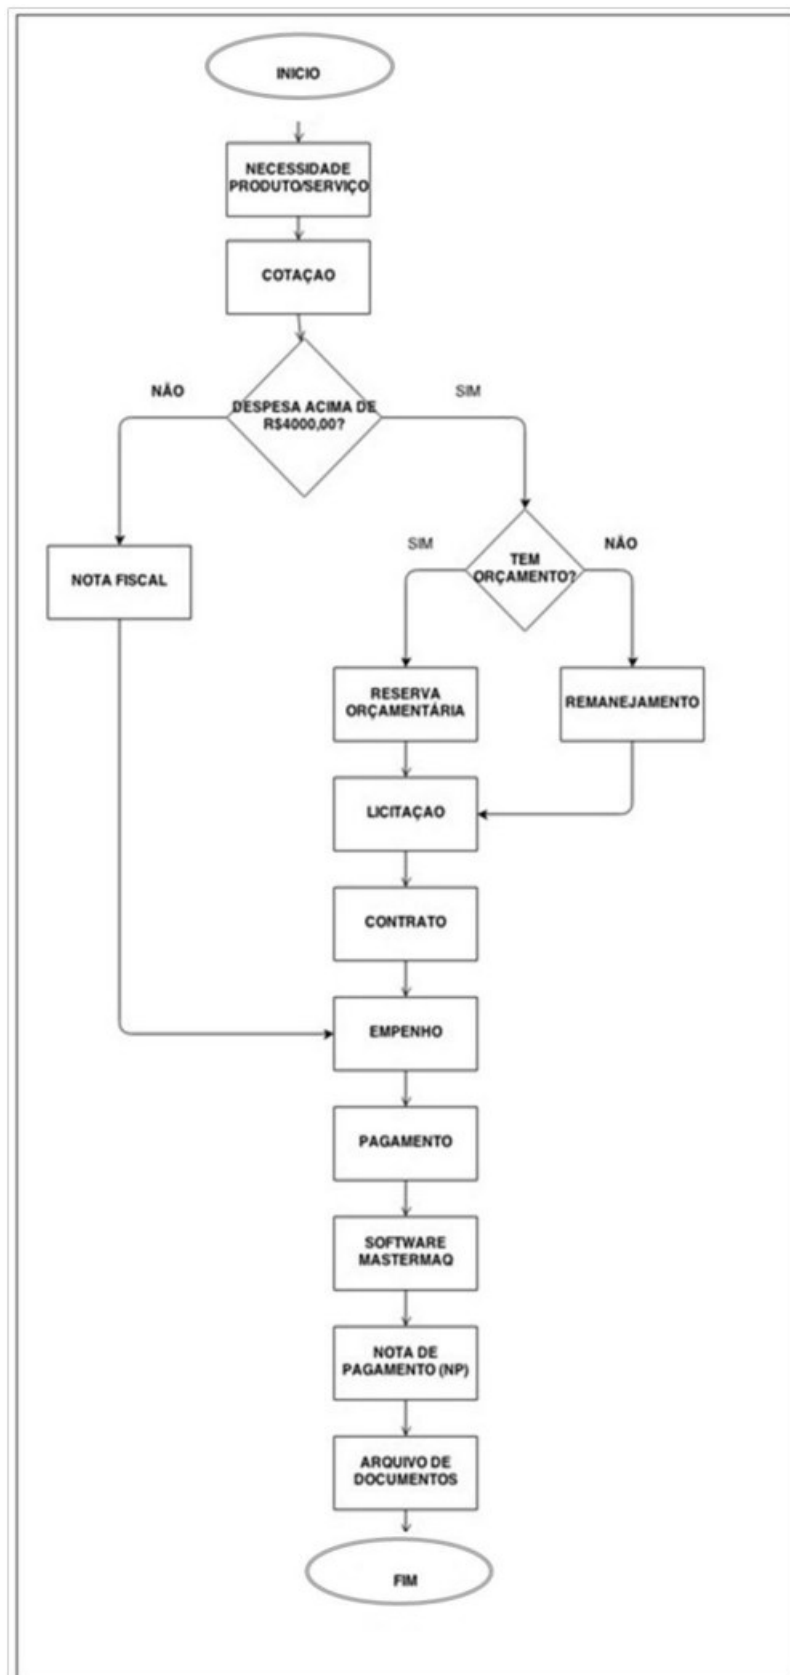 INICIO
NECESSIDADE
PRODUTO/SERVIÇO
COTAÇAO
NÃO
SIM
DESPESA ACIMA DE
R$4000,00?
SIM
TEM
ORÇAMENTO?
NÃO
NOTA FISCAL
RESERVA
ORÇAMENTÁRIA
REMANEJAMENTO
LICITAÇAO
CONTRATO
EMPENHO
PAGAMENTO
SOFTWARE
MASTERMAQ
NOTA DE
PAGAMENTO (NP)
ARQUIVO DE
DOCUMENTOS
FIM